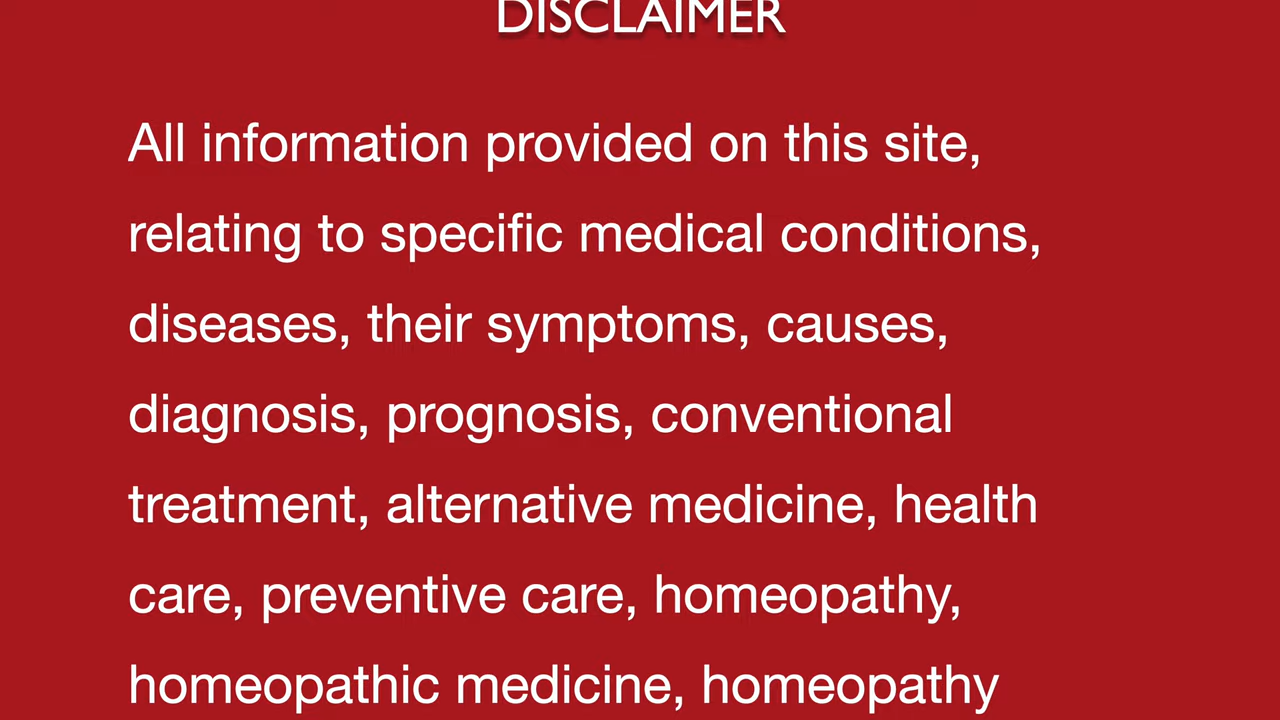 DISCLAIMER
All information provided on this site,
relating to specific medical conditions,
diseases, their symptoms, causes,
diagnosis, prognosis, conventional
treatment, alternative medicine, health
care, preventive care, homeopathy,
homeopathic medicine, homeopathy